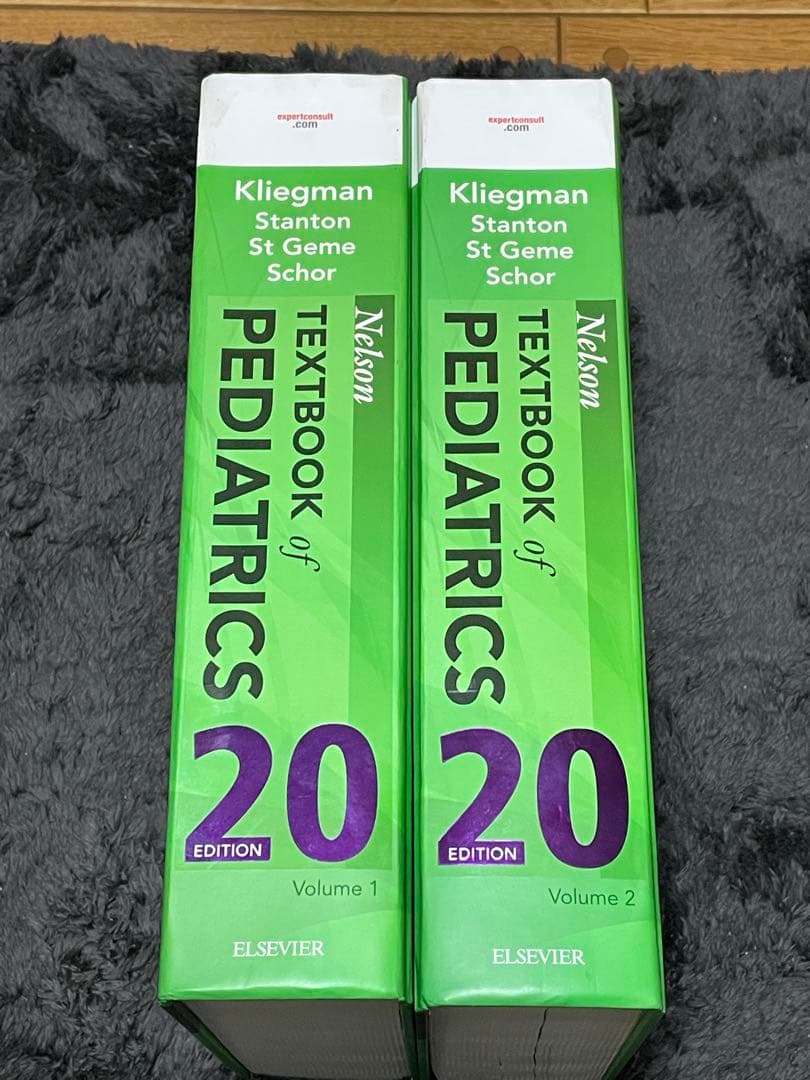 expertconsult
.com
Kliegman
Stanton
St Geme
Schor
Nelson
TEXTBOOK of
PEDIATRICS
20
EDITION
Volume 1
ELSEVIER
expertconsult
.com
Kliegman
Stanton
St Geme
Schor
Nelson
TEXTBOOK of
PEDIATRICS
20
EDITION
Volume 2
ELSEVIER